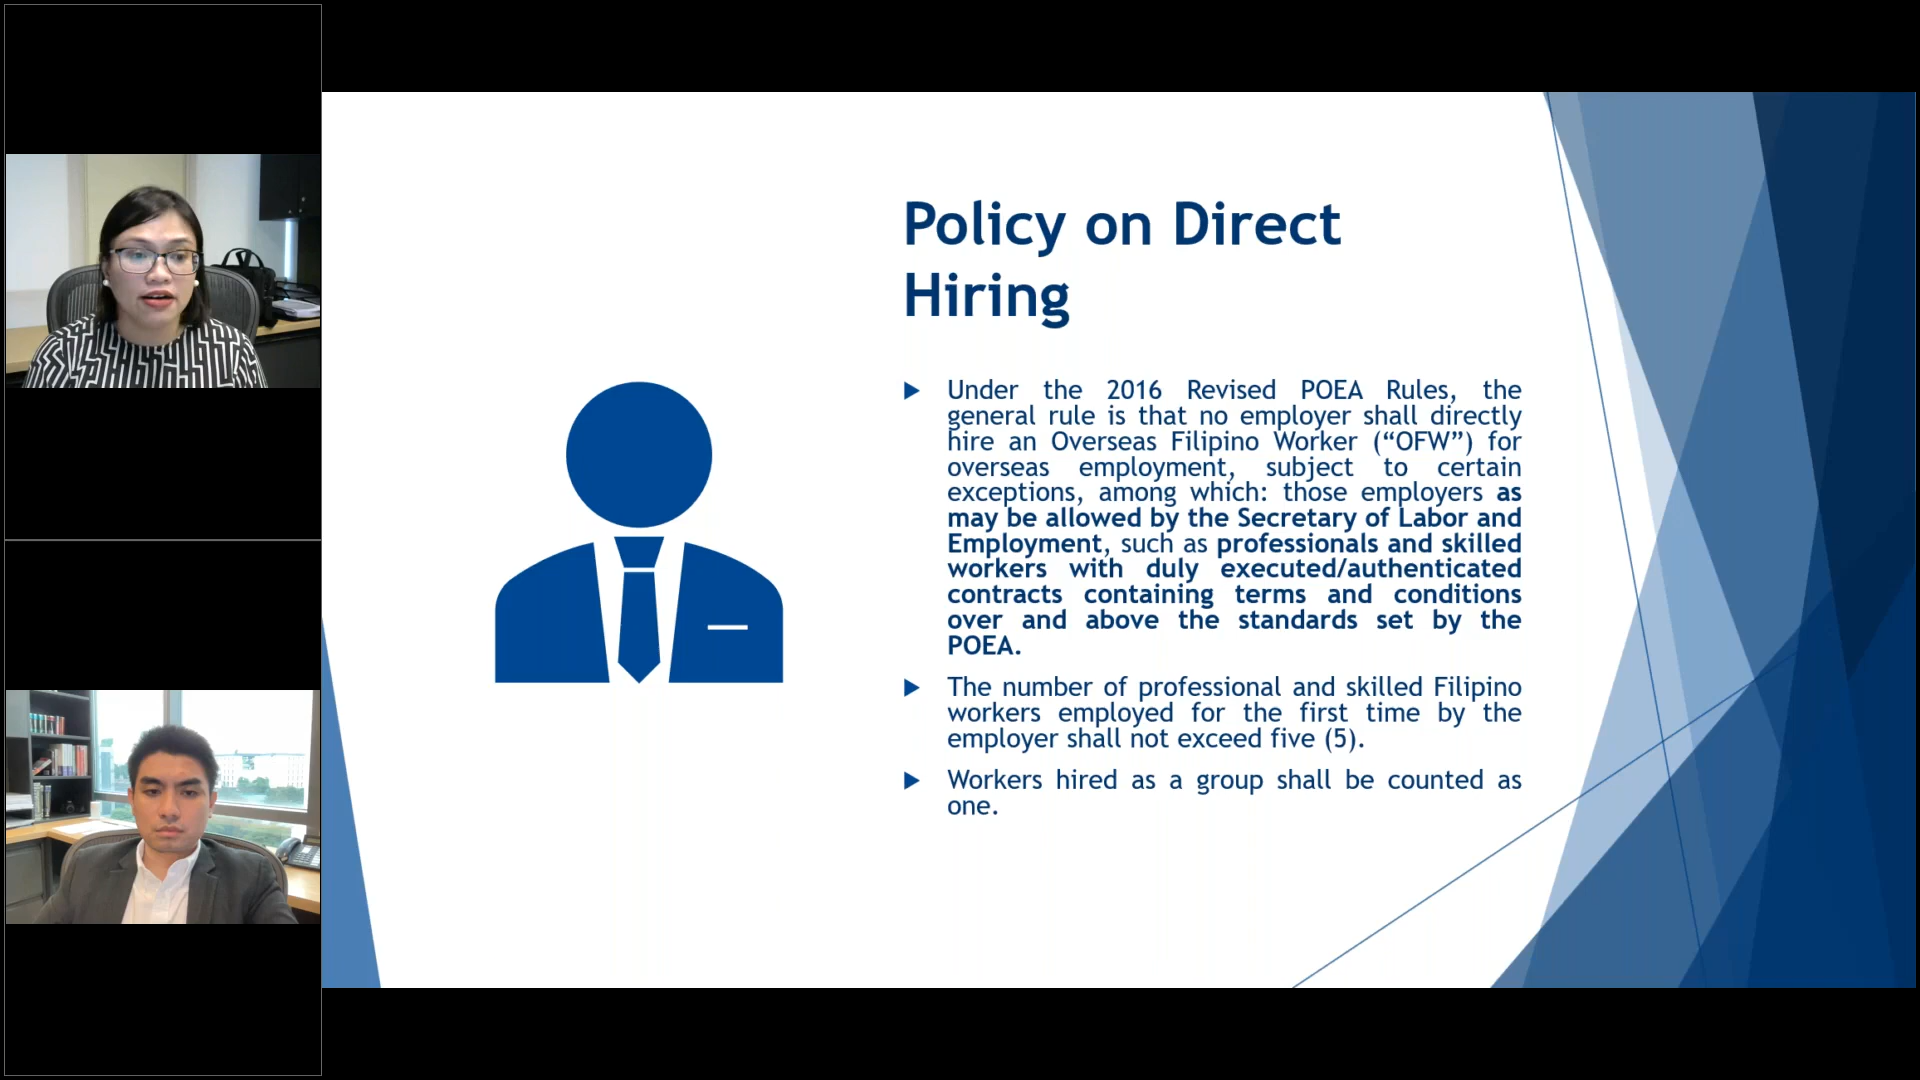 Policy on Direct
Hiring
Under the 2016 Revised POEA Rules, the
general rule is that no employer shall directly
hire an Overseas Filipino Worker (“OFW”) for
overseas employment, subject to certain
exceptions, among which: those employers as
may be allowed by the Secretary of Labor and
Employment, such as professionals and skilled
workers with duly executed/authenticated
contracts containing terms and conditions
over and above the standards set by the
POEA.
The number of professional and skilled Filipino
workers employed for the first time by the
employer shall not exceed five (5).
Workers hired as a group shall be counted as
one.